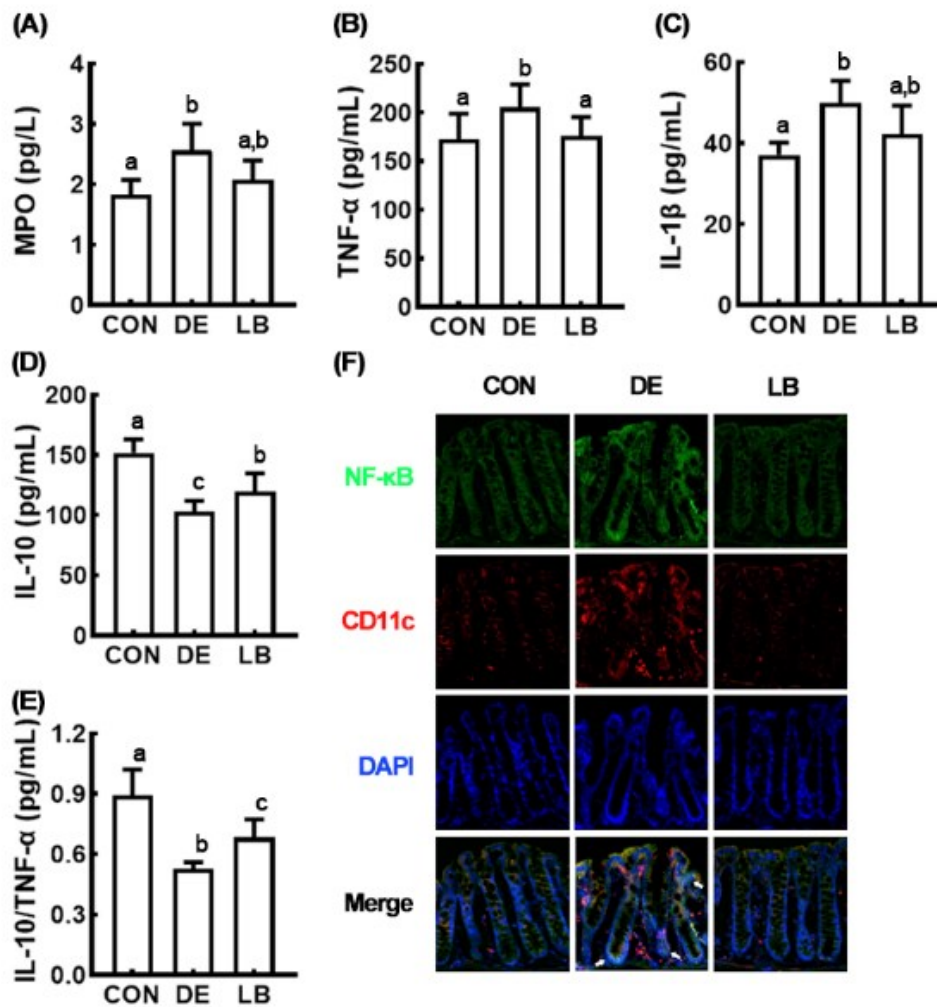 (A)
MPO (pg/L)
4
3
2
1
0
a
b
a,b
CON DE LB
(B)
TNF-α (pg/mL)
250
200
150
100
50
0
a
b
a
CON DE LB
(C)
IL-1β (pg/mL)
60
40
20
0
a
b
a,b
CON DE LB
(D)
IL-10 (pg/mL)
200
150
100
50
0
a
c
b
CON DE LB
(E)
IL-10/TNF-α (pg/mL)
1.2
0.9
0.6
0.3
0.0
a
b
c
CON DE LB
(F)
CON DE LB
NF-κB
CD11c
DAPI
Merge